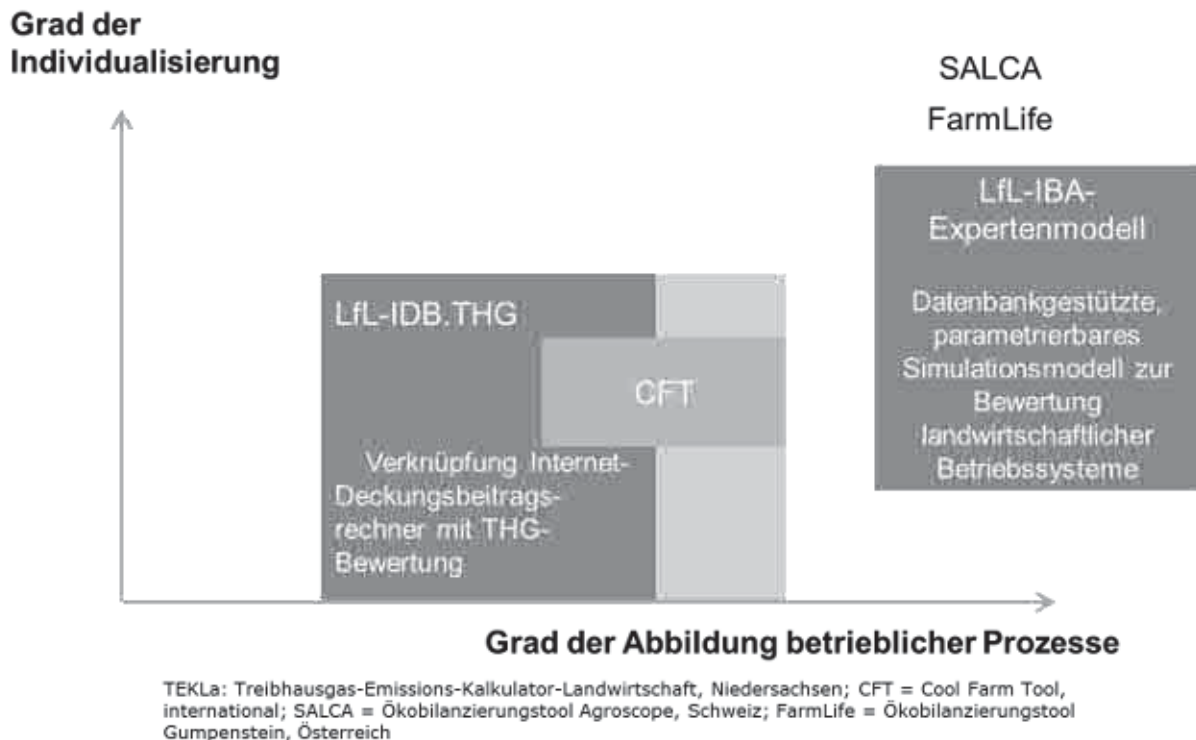 Grad der
Individualisierung
SALCA
FarmLife
LfL-IBA-
Expertenmodell
Datenbankgestützte,
parametrierbares
Simulationsmodell zur
Bewertung
landwirtschaftlicher
Betriebssysteme
LfL-IDB.THG
CFT
Verknüpfung Internet-
Deckungsbeitrags-
rechner mit THG-
Bewertung
Grad der Abbildung betrieblicher Prozesse
TEKLa: Treibhausgas-Emissions-Kalkulator-Landwirtschaft, Niedersachsen; CFT = Cool Farm Tool,
international; SALCA = Ökobilanzierungstool Agroscope, Schweiz; FarmLife = Ökobilanzierungstool
Gumpenstein, Österreich